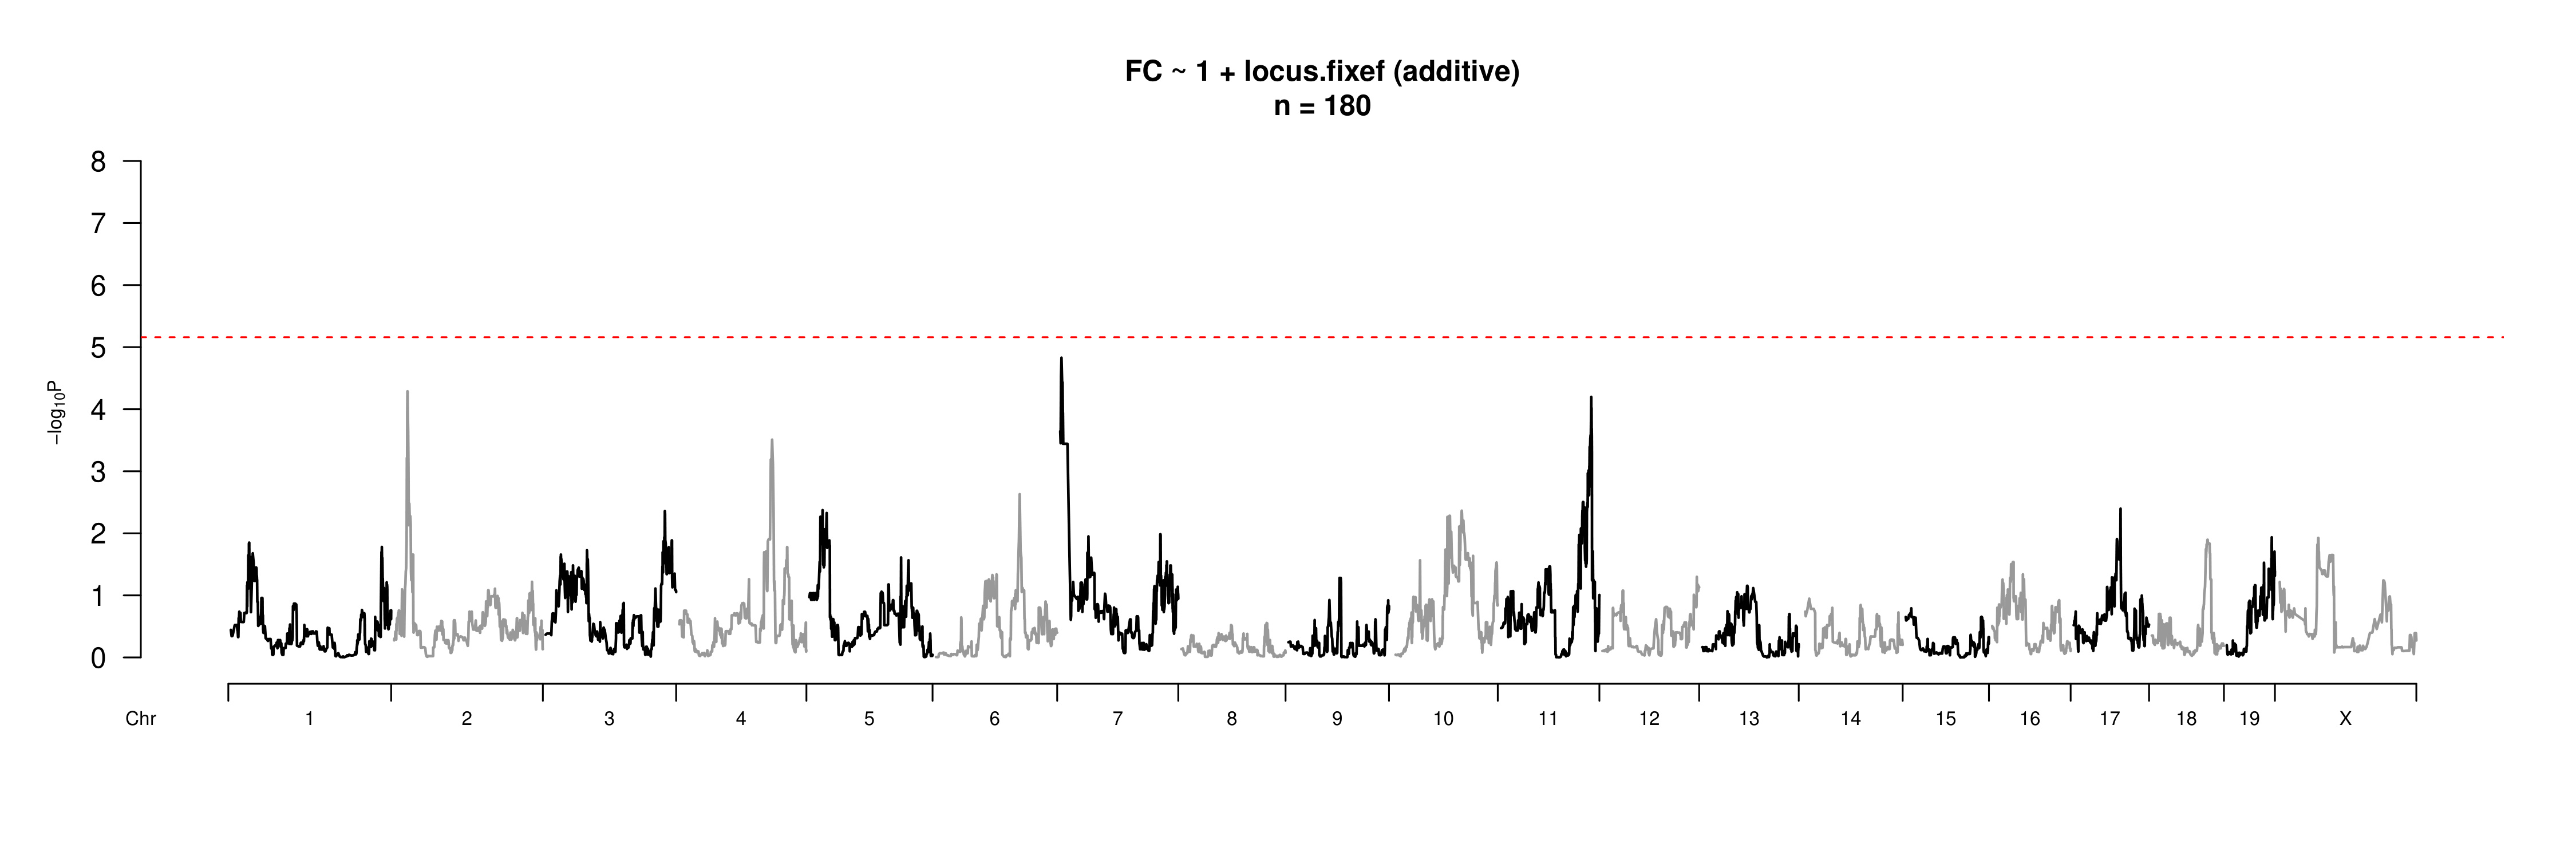 FC ~ 1 + locus.fixef (additive)
n = 180
8
7
6
5
4
3
2
1
0
−log10P
Chr 1 2 3 4 5 6 7 8 9 10 11 12 13 14 15 16 17 18 19 X